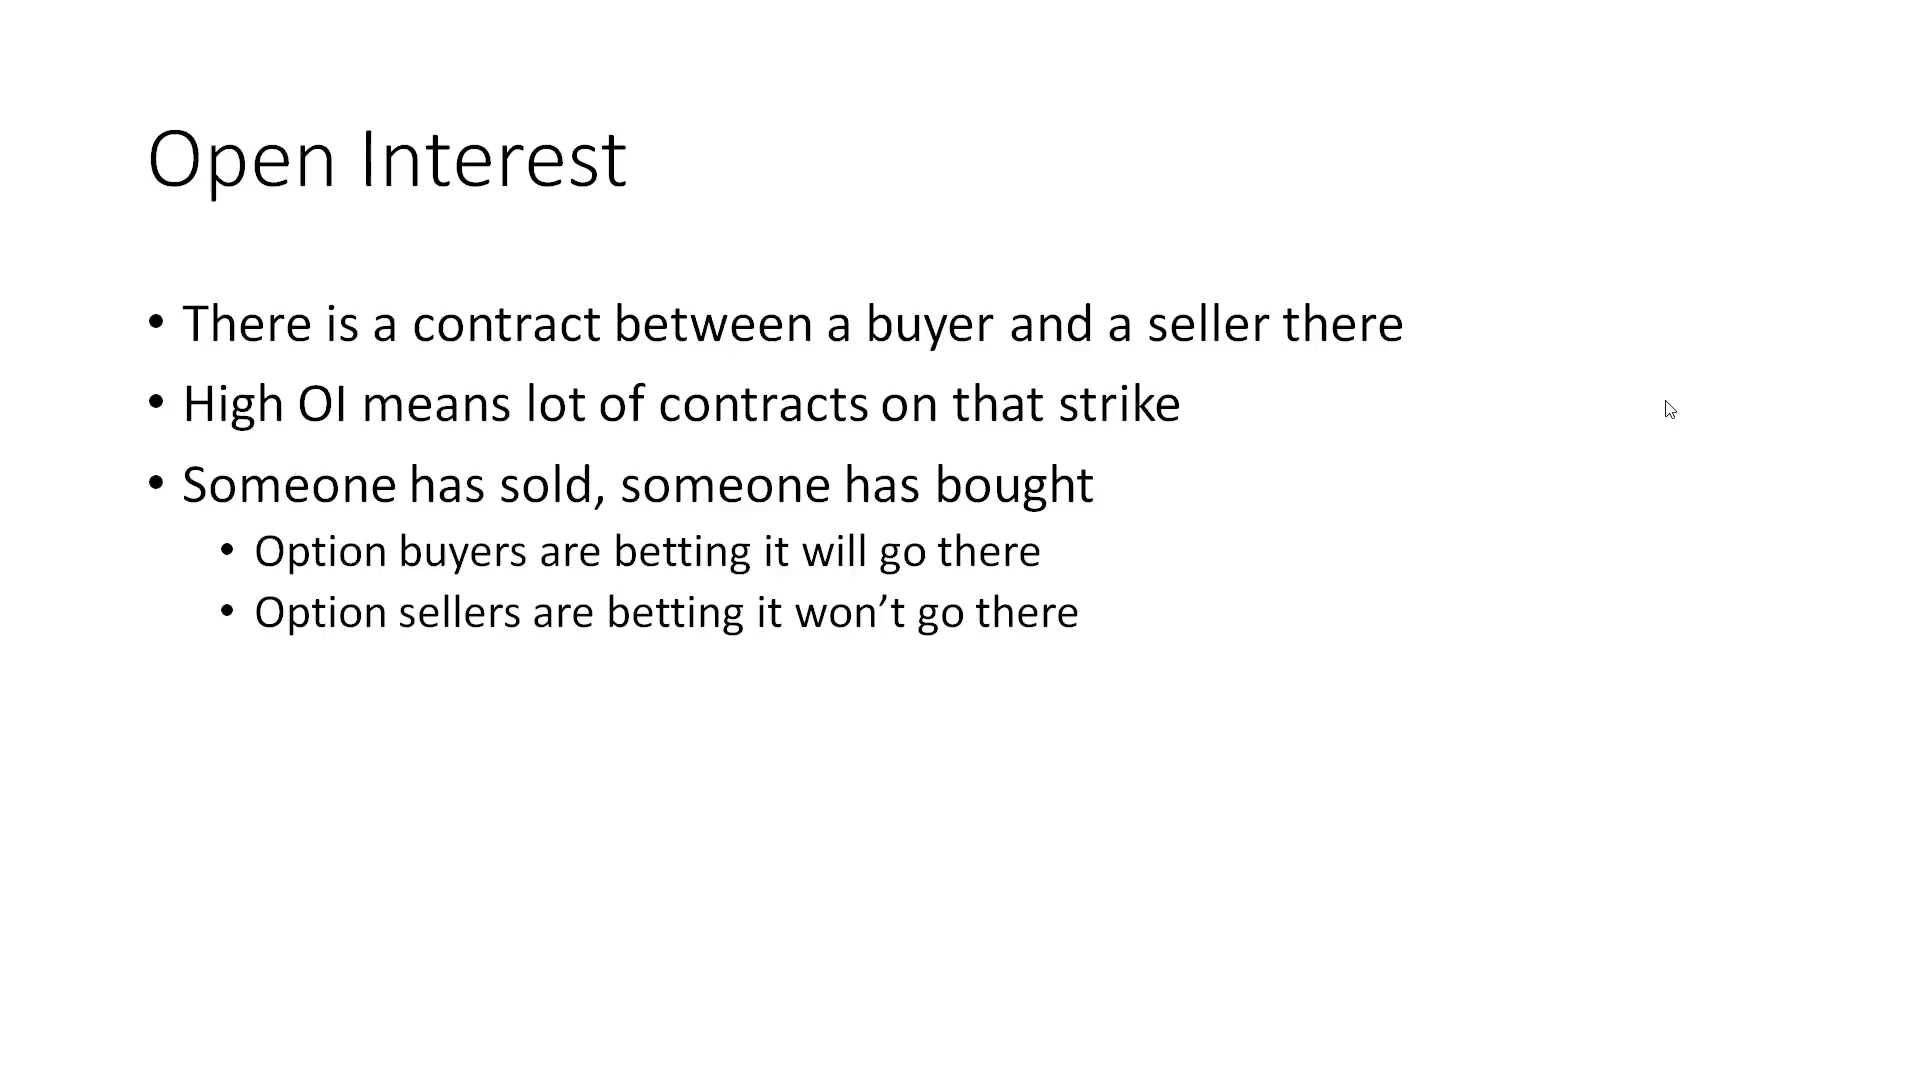 Open Interest
• There is a contract between a buyer and a seller there
• High OI means lot of contracts on that strike
• Someone has sold, someone has bought
• Option buyers are betting it will go there
• Option sellers are betting it won’t go there